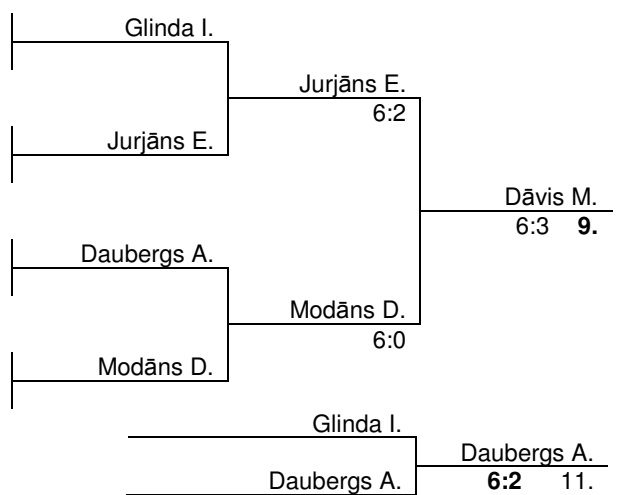 Glinda I.
Jurjāns E.
6:2
Jurjāns E.
Dāvis M.
6:3 9.
Daubergs A.
Modāns D.
6:0
Modāns D.
Glinda I.
Daubergs A.
Daubergs A.
6:2 11.